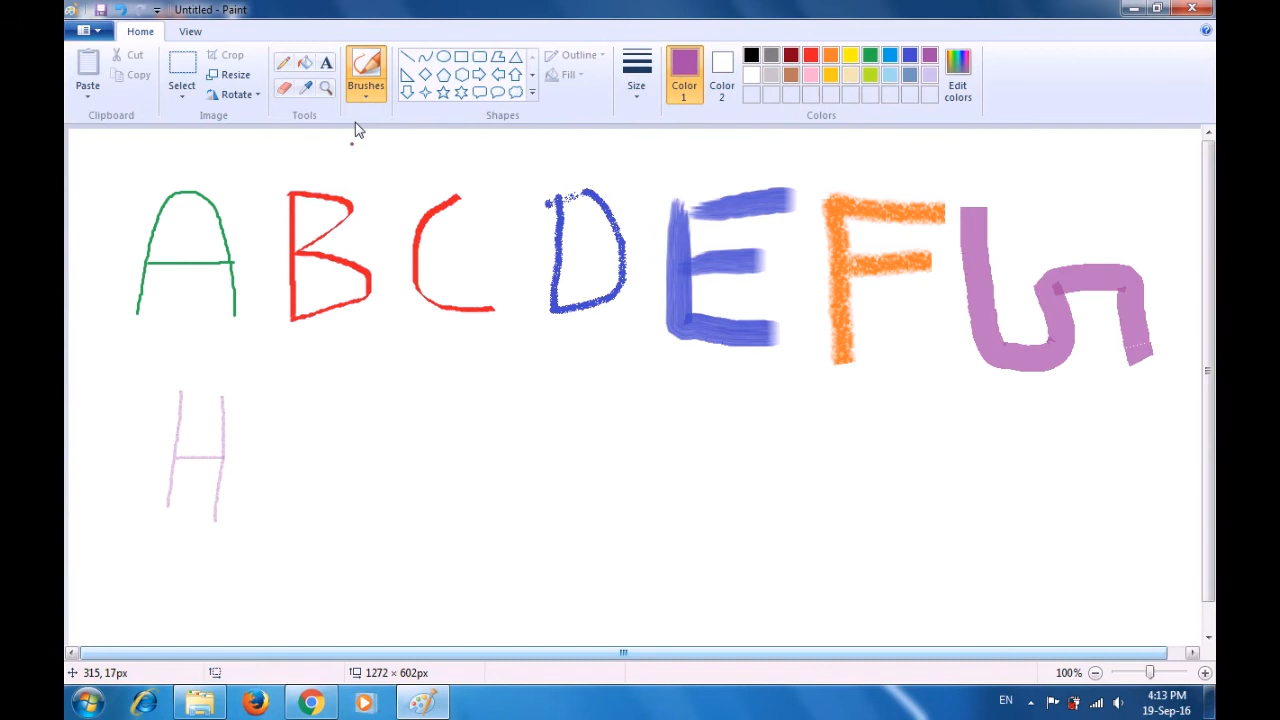 Untitled - Paint
Home View
Paste Cut Copy Select Crop Resize Rotate A Brushes Outline Fill Size Color 1 Color 2 Edit colors
Clipboard Image Tools Shapes Colors
A B C D E F G
H
315, 17px 1272 × 602px 100%
EN 4:13 PM
19-Sep-16